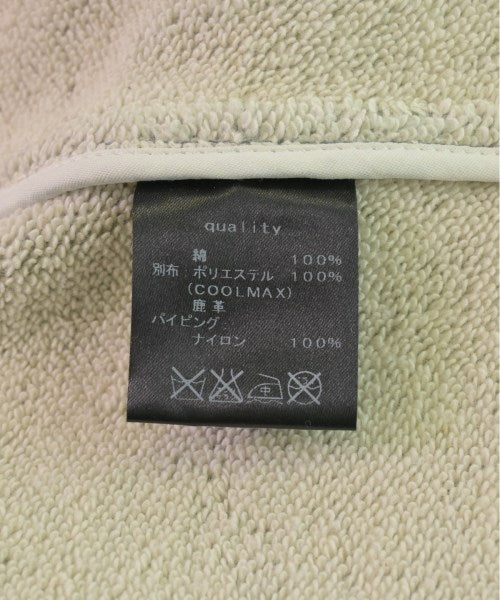 quality
綿 100%
別布：ポリエステル 100%
(COOLMAX)
鹿革
パイピング：
ナイロン 100%
中